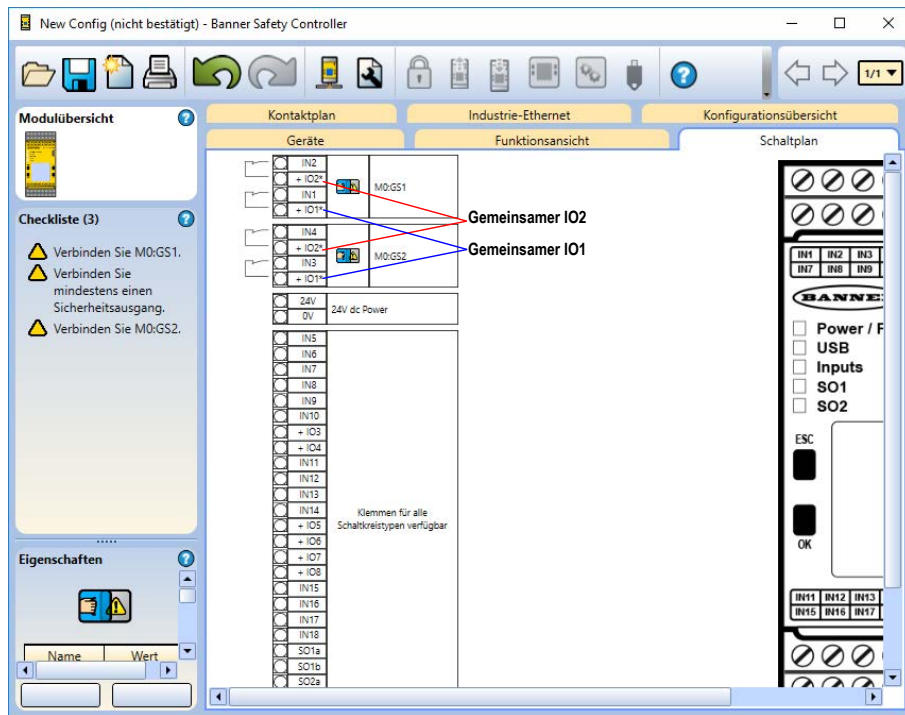 New Config (nicht bestätigt) - Banner Safety Controller
1/1
Modulübersicht
Checkliste (3)
Verbinden Sie M0:GS1.
Verbinden Sie
mindestens einen
Sicherheitsausgang.
Verbinden Sie M0:GS2.
Eigenschaften
Name Wert
Kontaktplan Industrie-Ethernet Konfigurationsübersicht
Geräte Funktionsansicht Schaltplan
IN2
+ IO2*
IN1
+ IO1*
M0:GS1
IN4
+ IO2*
IN3
+ IO1*
M0:GS2
Gemeinsamer IO2
Gemeinsamer IO1
24V
0V
24V dc Power
IN5
IN6
IN7
IN8
IN9
IN10
+ IO3
+ IO4
IN11
IN12
IN13
IN14
+ IO5
+ IO6
+ IO7
+ IO8
IN15
IN16
IN17
IN18
SO1a
SO1b
SO2a
Klemmen für alle
Schaltkreistypen verfügbar
IN1 IN2 IN3
IN7 IN8 IN9
BANNE
Power / F
USB
Inputs
SO1
SO2
ESC
OK
IN11 IN12 IN13
IN15 IN16 IN17